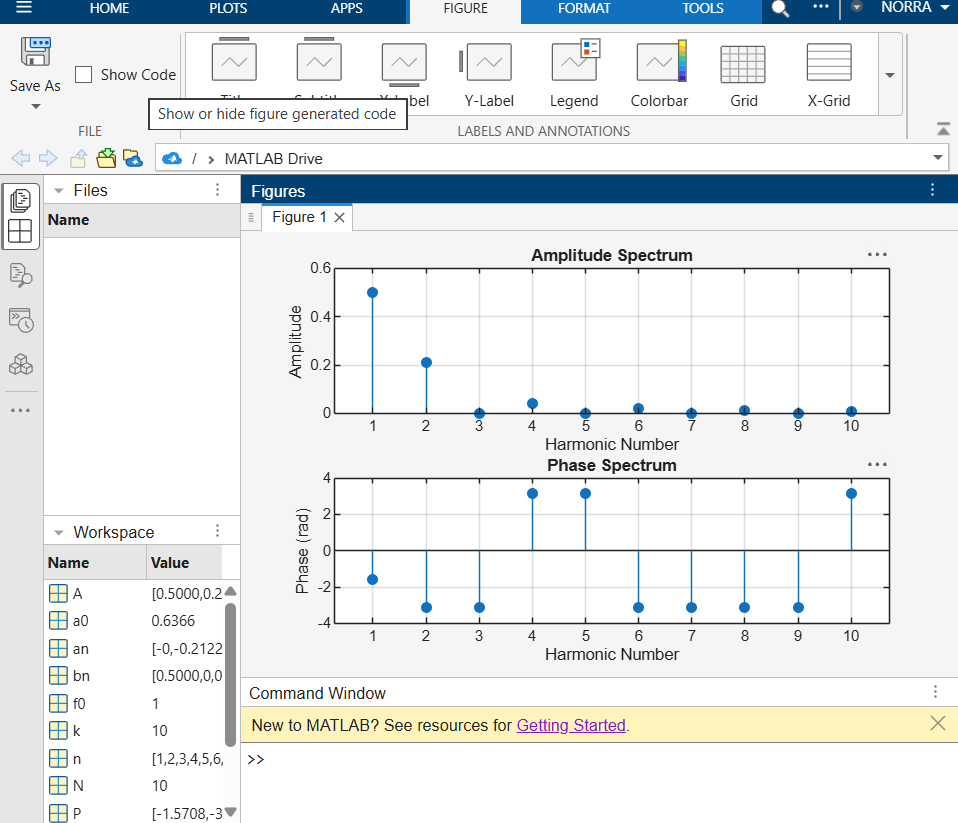 HOME PLOTS APPS FIGURE FORMAT TOOLS NORRA
Save As
Show Code
Y-Label Legend Colorbar Grid X-Grid
Show or hide figure generated code
FILE LABELS AND ANNOTATIONS
/ > MATLAB Drive
Files
Name
Figures
Figure 1
Amplitude Spectrum
0.6
0.4
0.2
0
Amplitude
1 2 3 4 5 6 7 8 9 10
Harmonic Number
Phase Spectrum
4
2
0
-2
-4
Phase (rad)
1 2 3 4 5 6 7 8 9 10
Harmonic Number
Workspace
Name Value
A [0.5000,0.2
a0 0.6366
an [-0,-0.2122
bn [0.5000,0,0
f0 1
k 10
n [1,2,3,4,5,6,
N 10
P [-1.5708,-3
Command Window
New to MATLAB? See resources for Getting Started.
>>